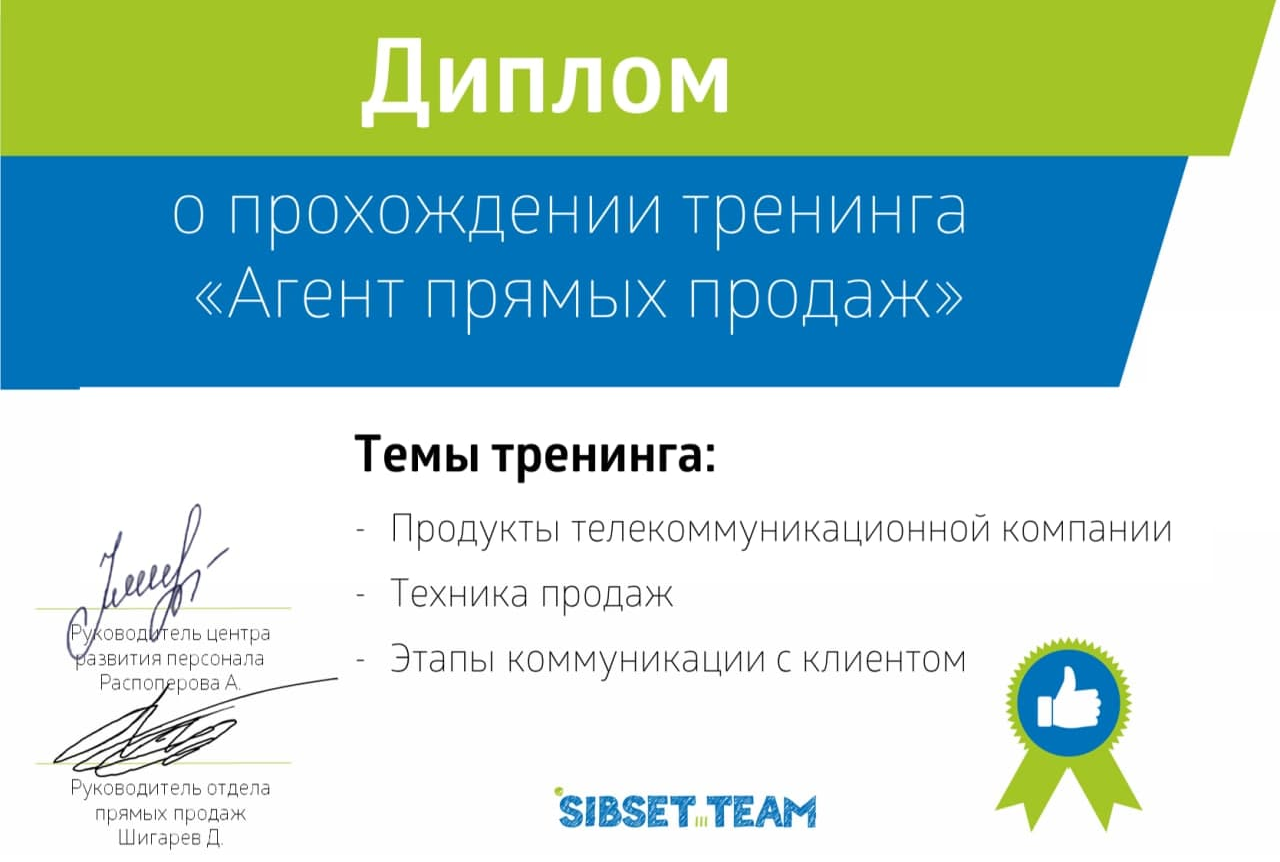 Диплом
о прохождении тренинга
«Агент прямых продаж»
Темы тренинга:
- Продукты телекоммуникационной компании
- Техника продаж
- Этапы коммуникации с клиентом
Руководитель центра
развития персонала
Распоперова А.
Руководитель отдела
прямых продаж
Шигарев Д.
SIBSET TEAM